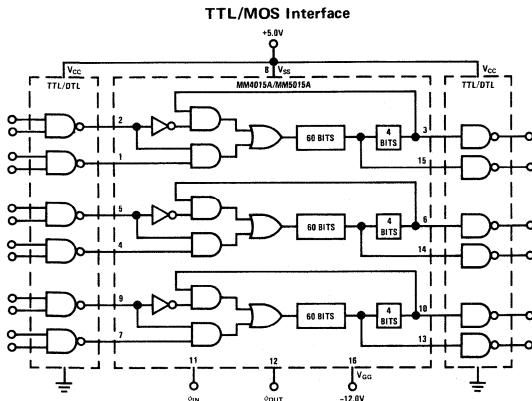 TTL/MOS Interface
+5.0V
VCC
8 VSS
VCC
TTL/DTL
MM4015A/MM5015A
TTL/DTL
2
1
60 BITS
4 BITS
3
15
5
4
60 BITS
4 BITS
6
14
9
7
60 BITS
4 BITS
10
13
11
12
16
VGG
ϕIN
ϕOUT
-12.0V